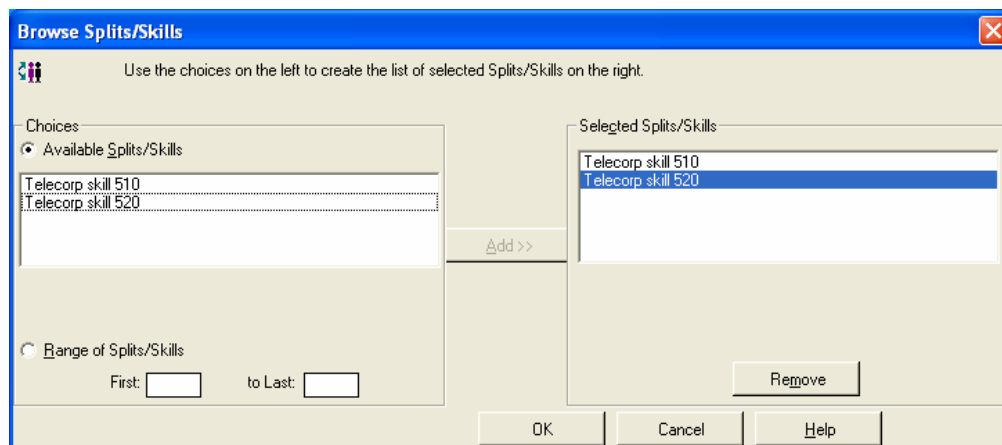 Browse Splits/Skills
Use the choices on the left to create the list of selected Splits/Skills on the right.
Choices
Available Splits/Skills
Telecorp skill 510
Telecorp skill 520
Add >>
Selected Splits/Skills
Telecorp skill 510
Telecorp skill 520
Range of Splits/Skills
First: to Last:
Remove
OK Cancel Help